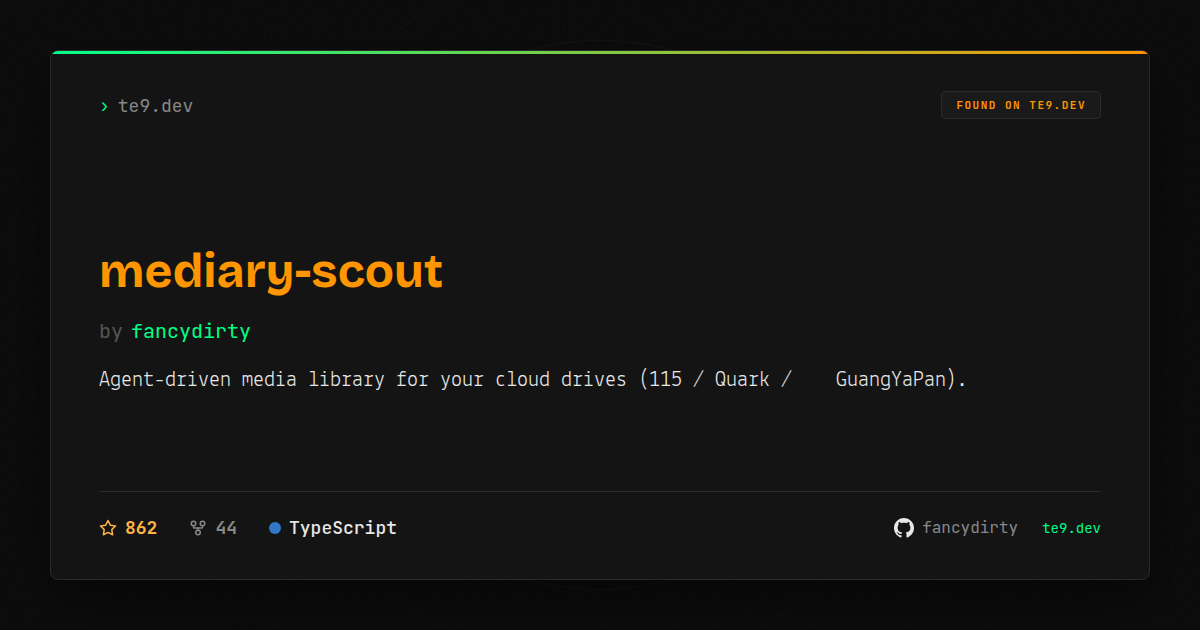 › te9.dev
FOUND ON TE9.DEV
mediary-scout
by fancydirty
Agent-driven media library for your cloud drives (115 / Quark / GuangYaPan).
862 44 TypeScript
fancydirty te9.dev